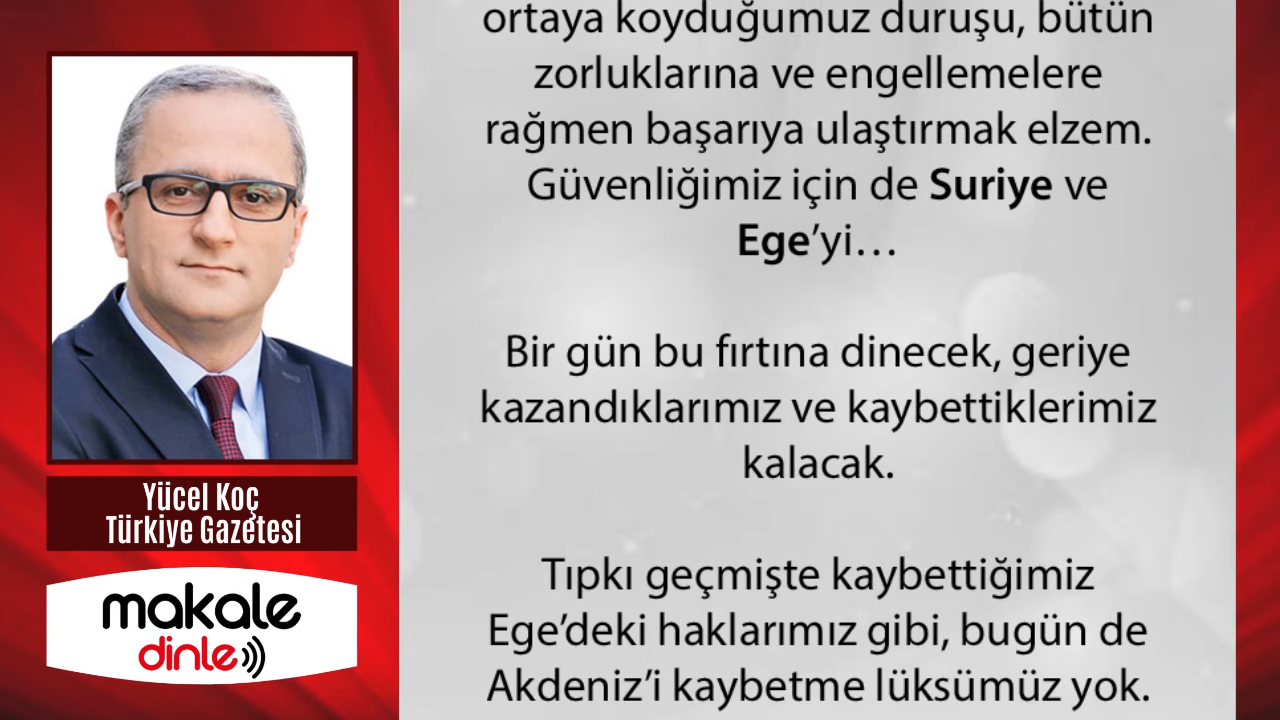 ortaya koyduğumuz duruşu, bütün
zorluklarına ve engellemelere
rağmen başarıya ulaştırmak elzem.
Güvenliğimiz için de Suriye ve
Ege’yi…
Bir gün bu fırtına dinecek, geriye
kazandıklarımız ve kaybettiklerimiz
kalacak.
Tıpkı geçmişte kaybettiğimiz
Ege’deki haklarımız gibi, bugün de
Akdeniz’i kaybetme lüksümüz yok.
Yücel Koç
Türkiye Gazetesi
makale
dinle